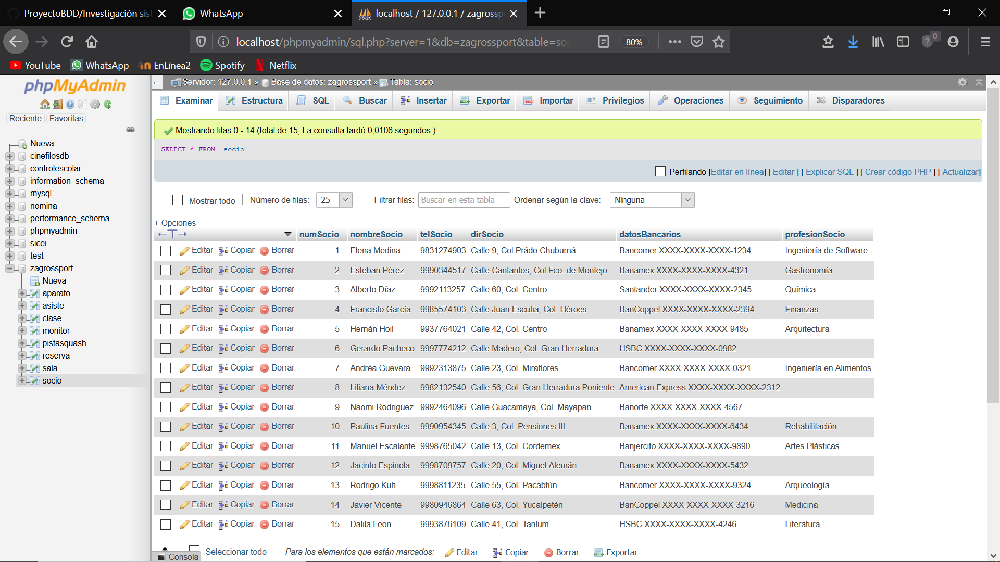 ProyectoBDD/Investigación sist
WhatsApp
localhost / 127.0.0.1 / zagrossp
localhost/phpmyadmin/sql.php?server=1&db=zagrossport&table=soc
80%
0
YouTube
WhatsApp
EnLínea2
Spotify
Netflix
phpMyAdmin
Reciente
Favoritas
Nueva
cinefilosdb
controlescolar
information_schema
mysql
nomina
performance_schema
phpmyadmin
sicei
test
zagrossport
Nueva
aparato
asiste
clase
monitor
pistasquash
reserva
sala
socio
Servidor: 127.0.0.1 » Base de datos: zagrossport » Tabla: socio
Examinar Estructura SQL Buscar Insertar Exportar Importar Privilegios Operaciones Seguimiento Disparadores
Mostrando filas 0 - 14 (total de 15, La consulta tardó 0,0106 segundos.)
SELECT * FROM `socio`
Perfilando [Editar en línea] [ Editar ] [ Explicar SQL ] [ Crear código PHP ] [ Actualizar]
Mostrar todo | Número de filas: 25 Filtrar filas: Buscar en esta tabla Ordenar según la clave: Ninguna
+ Opciones
←T→ numSocio nombreSocio telSocio dirSocio datosBancarios profesionSocio
Editar Copiar Borrar 1 Elena Medina 9831274903 Calle 9, Col Prádo Chuburná Bancomer XXXX-XXXX-XXXX-1234 Ingeniería de Software
Editar Copiar Borrar 2 Esteban Pérez 9990344517 Calle Cantaritos, Col Fco. de Montejo Banamex XXXX-XXXX-XXXX-4321 Gastronomía
Editar Copiar Borrar 3 Alberto Díaz 9992113257 Calle 60, Col. Centro Santander XXXX-XXXX-XXXX-2345 Química
Editar Copiar Borrar 4 Francisto García 9985574103 Calle Juan Escutia, Col. Héroes BanCoppel XXXX-XXXX-XXXX-2394 Finanzas
Editar Copiar Borrar 5 Hernán Hoil 9937764021 Calle 42, Col. Centro Banamex XXXX-XXXX-XXXX-9485 Arquitectura
Editar Copiar Borrar 6 Gerardo Pacheco 9997774212 Calle Madero, Col. Gran Herradura HSBC XXXX-XXXX-XXXX-0982
Editar Copiar Borrar 7 Andréa Guevara 9992313875 Calle 23, Col. Miraflores Bancomer XXXX-XXXX-XXXX-0321 Ingeniería en Alimentos
Editar Copiar Borrar 8 Liliana Méndez 9982132540 Calle 56, Col. Gran Herradura Poniente American Express XXXX-XXXX-XXXX-2312
Editar Copiar Borrar 9 Naomi Rodriguez 9992464096 Calle Guacamaya, Col. Mayapan Banorte XXXX-XXXX-XXXX-4567
Editar Copiar Borrar 10 Paulina Fuentes 9990954345 Calle 3, Col. Pensiones III Banamex XXXX-XXXX-XXXX-6434 Rehabilitación
Editar Copiar Borrar 11 Manuel Escalante 9998765042 Calle 13, Col. Cordemex Banjercito XXXX-XXXX-XXXX-9890 Artes Plásticas
Editar Copiar Borrar 12 Jacinto Espinola 9998709757 Calle 20, Col. Miguel Alemán Banamex XXXX-XXXX-XXXX-5432
Editar Copiar Borrar 13 Rodrigo Kuh 9998811235 Calle 55, Col. Pacabtún Bancomer XXXX-XXXX-XXXX-9324 Arqueología
Editar Copiar Borrar 14 Javier Vicente 9980946864 Calle 63, Col. Yucalpetén BanCoppel XXXX-XXXX-XXXX-3216 Medicina
Editar Copiar Borrar 15 Dalila Leon 9993876109 Calle 41, Col. Tanlum HSBC XXXX-XXXX-XXXX-4246 Literatura
Seleccionar todo Para los elementos que están marcados: Editar Copiar Borrar Exportar
Consola